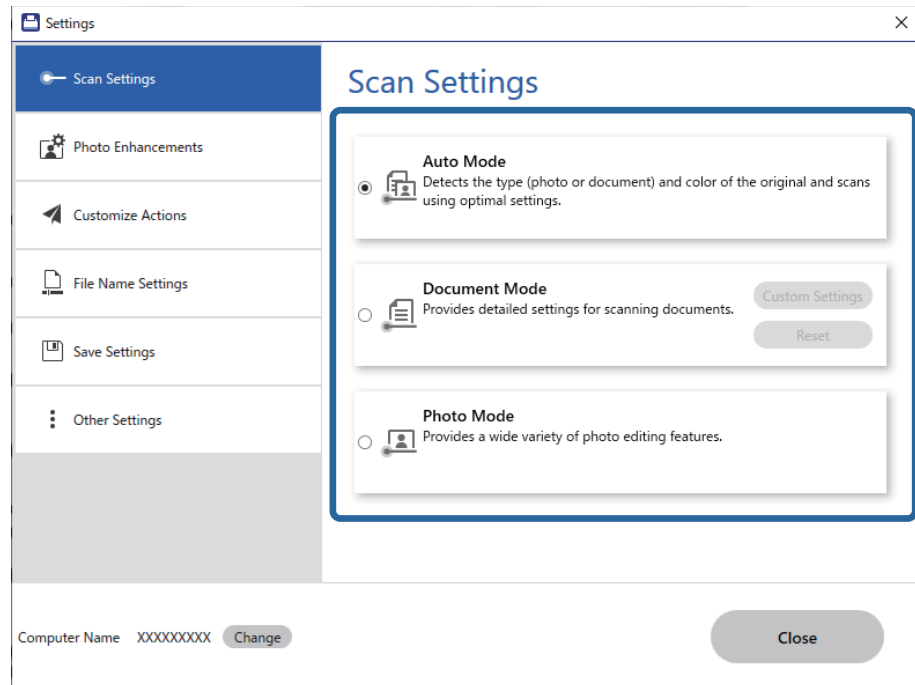 Settings
Scan Settings
Photo Enhancements
Customize Actions
File Name Settings
Save Settings
Other Settings
Scan Settings
Auto Mode
Detects the type (photo or document) and color of the original and scans
using optimal settings.
Document Mode
Provides detailed settings for scanning documents.
Custom Settings
Reset
Photo Mode
Provides a wide variety of photo editing features.
Computer Name XXXXXXXXX Change
Close